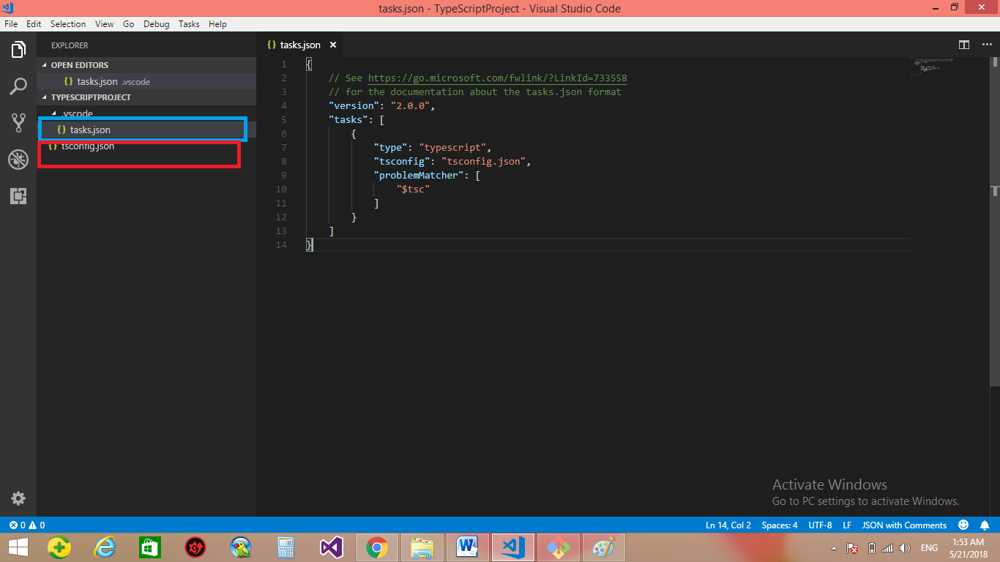 tasks.json - TypeScriptProject - Visual Studio Code
File Edit Selection View Go Debug Tasks Help
EXPLORER
OPEN EDITORS
{} tasks.json .vscode
TYPESCRIPTPROJECT
.vscode
{} tasks.json
{} tsconfig.json
{} tasks.json ×
1 {
2 // See https://go.microsoft.com/fwlink/?LinkId=733558
3 // for the documentation about the tasks.json format
4 "version": "2.0.0",
5 "tasks": [
6 {
7 "type": "typescript",
8 "tsconfig": "tsconfig.json",
9 "problemMatcher": [
10 "$tsc"
11 ]
12 }
13 ]
14 }
Activate Windows
Go to PC settings to activate Windows.
0 0 Ln 14, Col 2 Spaces: 4 UTF-8 LF JSON with Comments
ENG
1:53 AM
5/21/2018